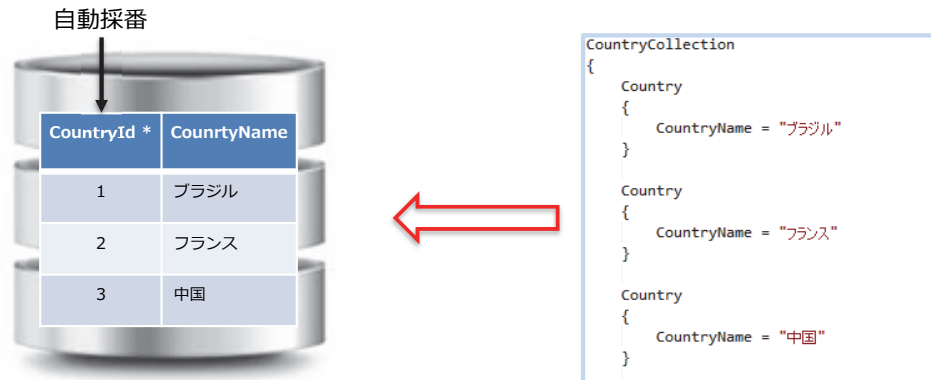 自動採番
CountryId * CounrtyName
1 ブラジル
2 フランス
3 中国
CountryCollection
{
Country
{
CountryName = "ブラジル"
}
Country
{
CountryName = "フランス"
}
Country
{
CountryName = "中国"
}